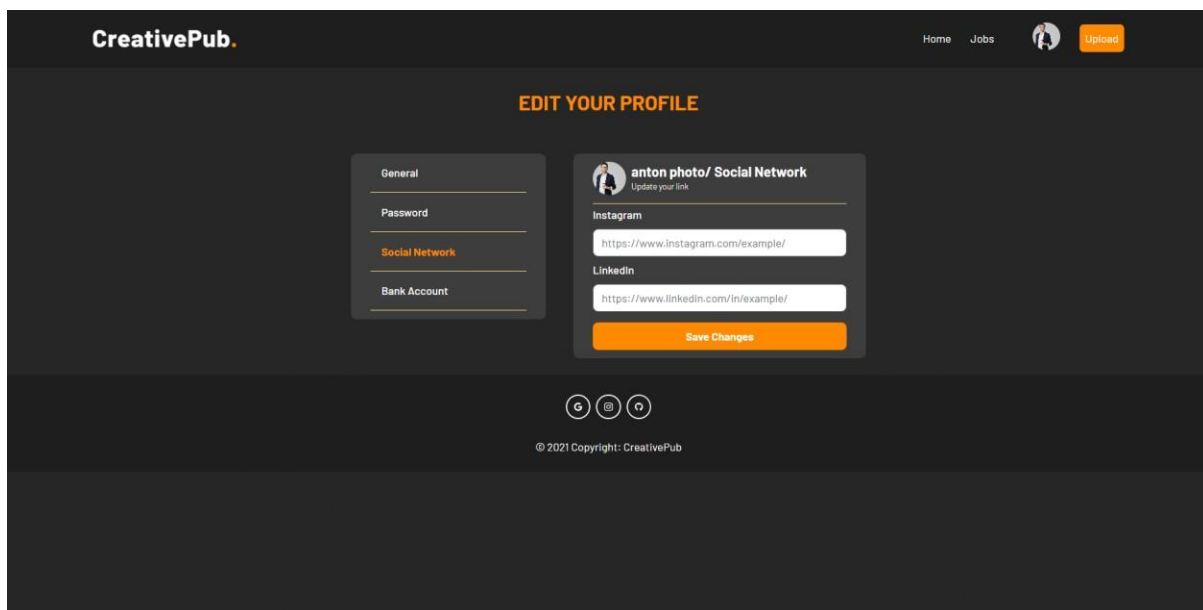 CreativePub.
Home Jobs Upload
EDIT YOUR PROFILE
General
Password
Social Network
Bank Account
anton photo/ Social Network
Update your link
Instagram
https://www.instagram.com/example/
LinkedIn
https://www.linkedin.com/in/example/
Save Changes
© 2021 Copyright: CreativePub